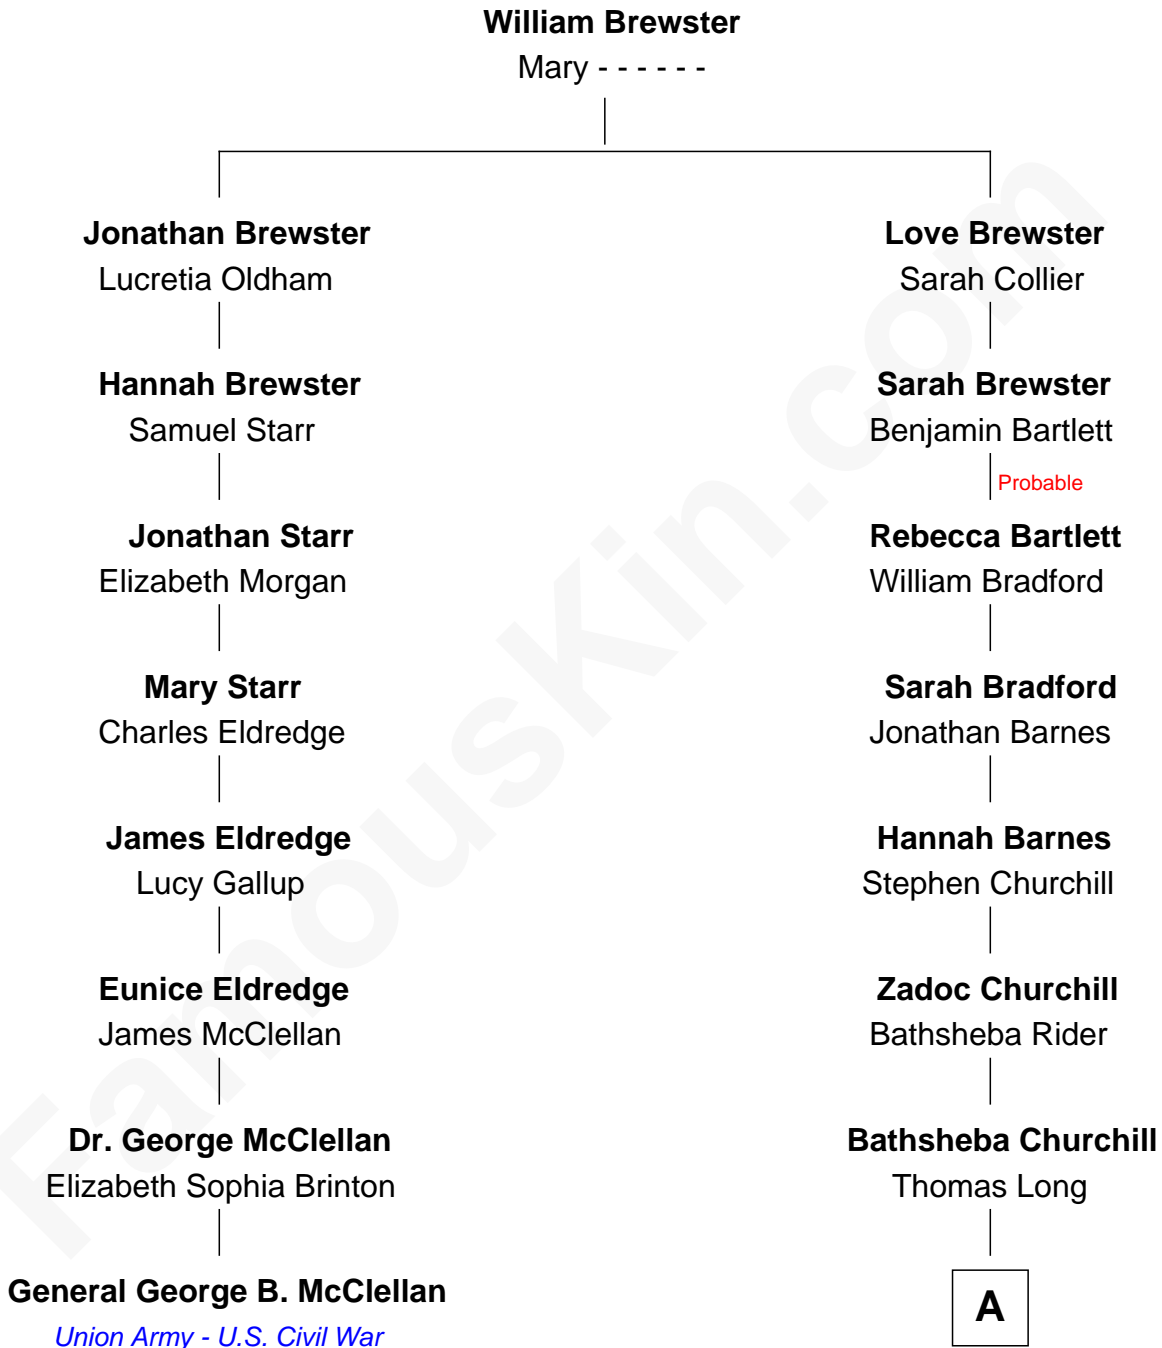 William Brewster
Mary - - - - - -
Jonathan Brewster
Lucretia Oldham
Love Brewster
Sarah Collier
Hannah Brewster
Samuel Starr
Sarah Brewster
Benjamin Bartlett
Probable
Jonathan Starr
Elizabeth Morgan
Rebecca Bartlett
William Bradford
Mary Starr
Charles Eldredge
Sarah Bradford
Jonathan Barnes
James Eldredge
Lucy Gallup
Hannah Barnes
Stephen Churchill
Eunice Eldredge
James McClellan
Zadoc Churchill
Bathsheba Rider
Dr. George McClellan
Elizabeth Sophia Brinton
Bathsheba Churchill
Thomas Long
General George B. McClellan
Union Army - U.S. Civil War
A
FamousKin.com